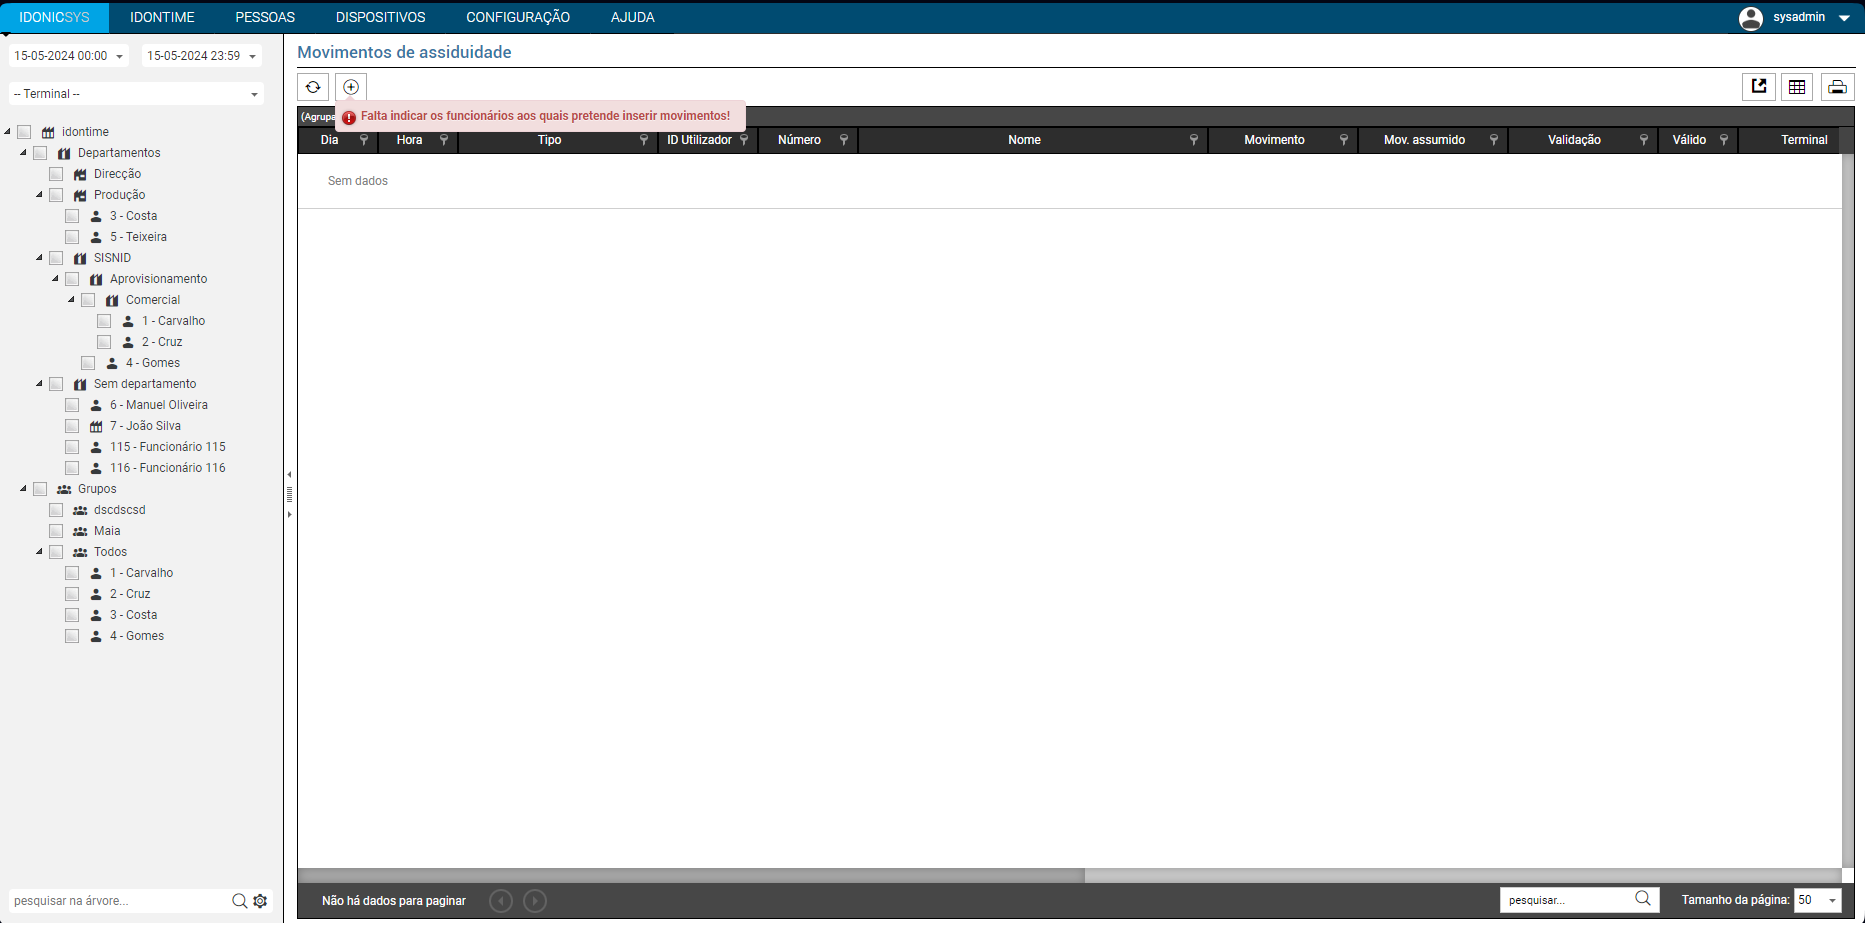 IDONICSYS IDONTIME PESSOAS DISPOSITIVOS CONFIGURAÇÃO AJUDA sysadmin
15-05-2024 00:00 15-05-2024 23:59
-- Terminal --
idontime
Departamentos
Direcção
Produção
3 - Costa
5 - Teixeira
SISNID
Aprovisionamento
Comercial
1 - Carvalho
2 - Cruz
4 - Gomes
Sem departamento
6 - Manuel Oliveira
7 - João Silva
115 - Funcionário 115
116 - Funcionário 116
Grupos
dscdscsd
Maia
Todos
1 - Carvalho
2 - Cruz
3 - Costa
4 - Gomes
pesquisar na árvore...
Movimentos de assiduidade
(Agrupa
Falta indicar os funcionários aos quais pretende inserir movimentos!
Dia Hora Tipo ID Utilizador Número Nome Movimento Mov. assumido Validação Válido Terminal
Sem dados
Não há dados para paginar pesquisar... Tamanho da página: 50